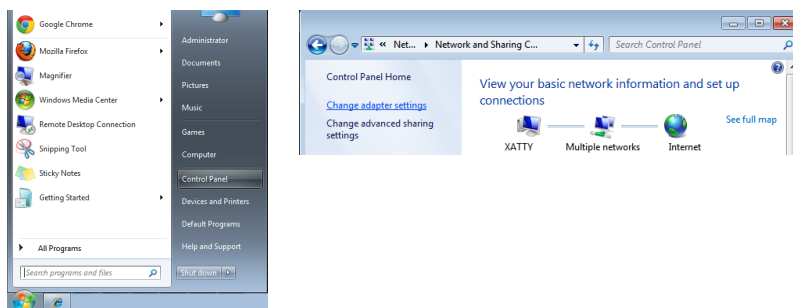 Google Chrome
Mozilla Firefox
Magnifier
Windows Media Center
Remote Desktop Connection
Snipping Tool
Sticky Notes
Getting Started
All Programs
Search programs and files
Administrator
Documents
Pictures
Music
Games
Computer
Control Panel
Devices and Printers
Default Programs
Help and Support
Shut down
« Net... Network and Sharing C...
Search Control Panel
Control Panel Home
Change adapter settings
Change advanced sharing
settings
View your basic network information and set up
connections
See full map
XATTY
Multiple networks
Internet